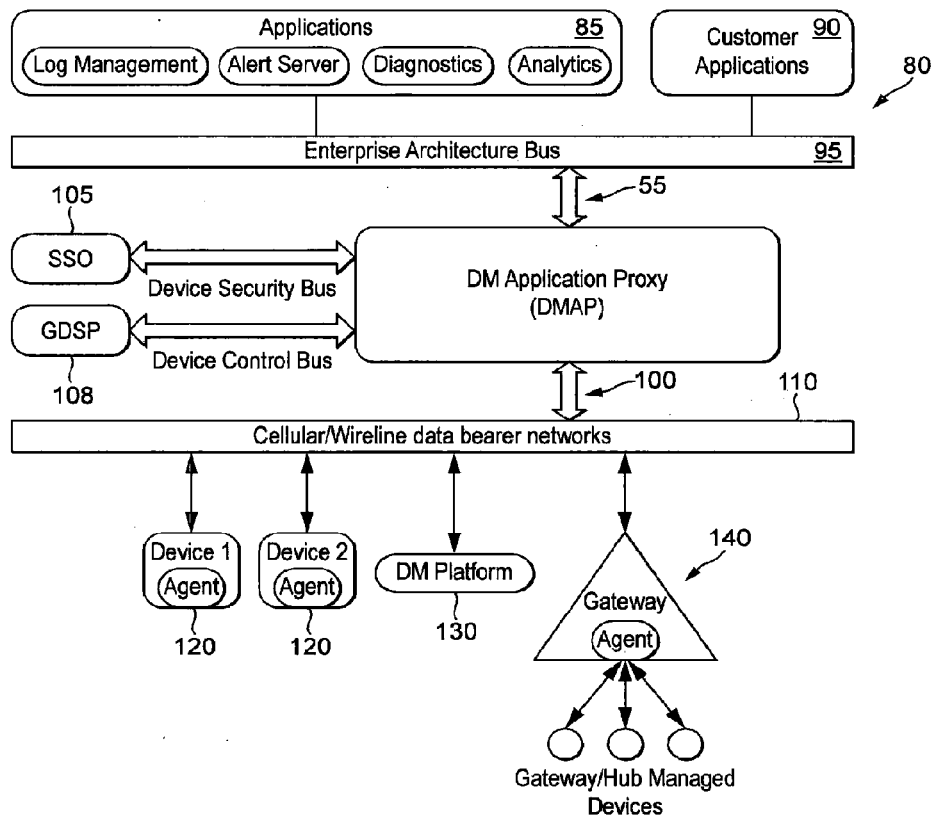 Applications 85
Log Management Alert Server Diagnostics Analytics
Customer 90
Applications
80
Enterprise Architecture Bus 95
55
105
SSO
Device Security Bus
DM Application Proxy
(DMAP)
GDSP
Device Control Bus
108
100
110
Cellular/Wireline data bearer networks
Device 1
Agent
120
Device 2
Agent
120
DM Platform
130
140
Gateway
Agent
Gateway/Hub Managed
Devices